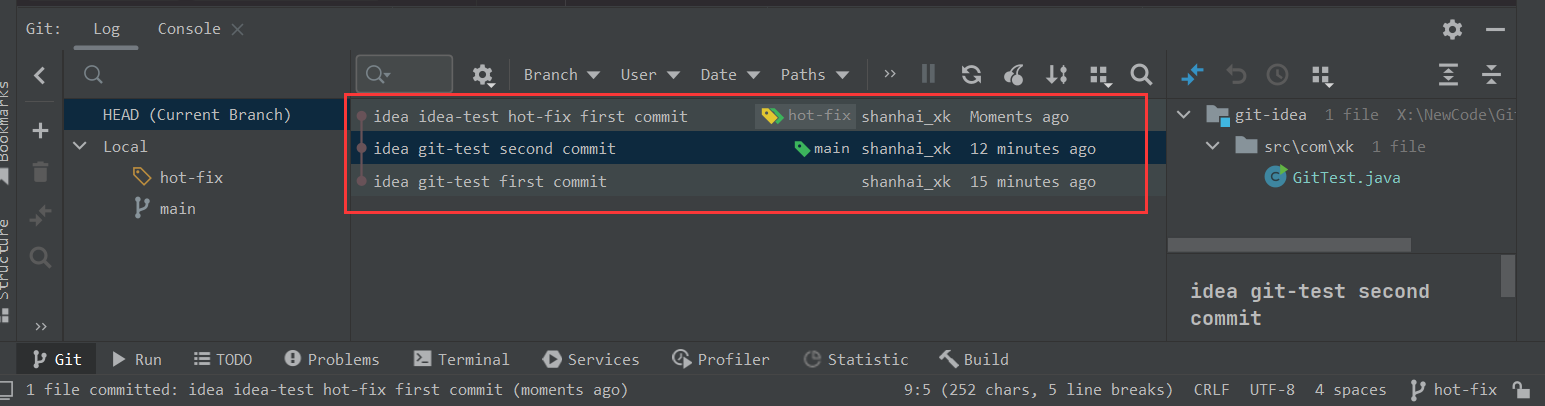 Git: Log Console
Branch User Date Paths
HEAD (Current Branch)
Local
hot-fix
main
idea idea-test hot-fix first commit hot-fix shanhai_xk Moments ago
idea git-test second commit main shanhai_xk 12 minutes ago
idea git-test first commit shanhai_xk 15 minutes ago
git-idea 1 file X:\NewCode\Git
src\com\xk 1 file
GitTest.java
idea git-test second
commit
Bookmarks
Structure
Git Run TODO Problems Terminal Services Profiler Statistic Build
1 file committed: idea idea-test hot-fix first commit (moments ago) 9:5 (252 chars, 5 line breaks) CRLF UTF-8 4 spaces hot-fix